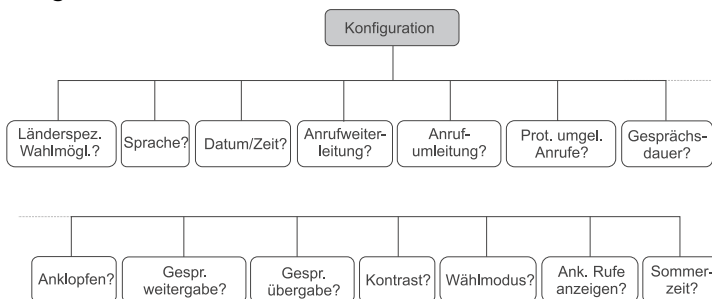 Konfiguration
Länderspez.
Wahlmögl.?
Sprache?
Datum/Zeit?
Anrufweiter-
leitung?
Anruf-
umleitung?
Prot. umgel.
Anrufe?
Gesprächs-
dauer?
Anklopfen?
Gespr.
weitergabe?
Gespr.
übergabe?
Kontrast?
Wählmodus?
Ank. Rufe
anzeigen?
Sommer-
zeit?